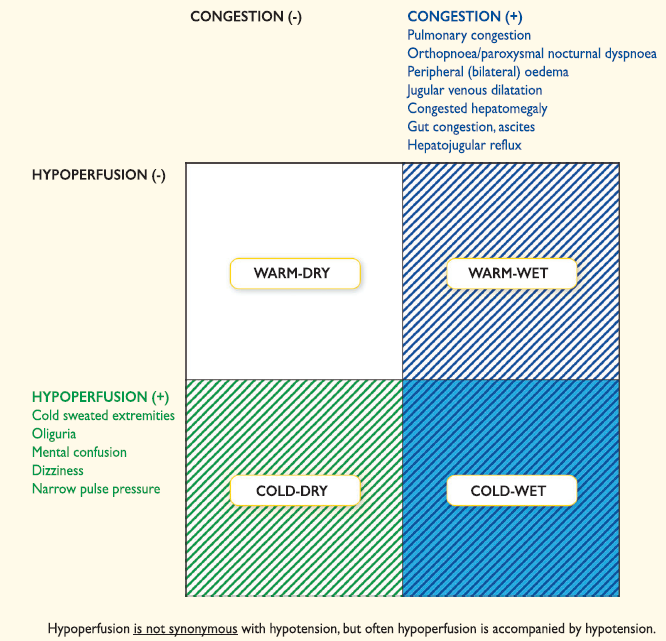 CONGESTION (-)
CONGESTION (+)
Pulmonary congestion
Orthopnoea/paroxysmal nocturnal dyspnoea
Peripheral (bilateral) oedema
Jugular venous dilatation
Congested hepatomegaly
Gut congestion, ascites
Hepatojugular reflux
HYPOPERFUSION (-)
WARM-DRY
WARM-WET
HYPOPERFUSION (+)
Cold sweated extremities
Oliguria
Mental confusion
Dizziness
Narrow pulse pressure
COLD-DRY
COLD-WET
Hypoperfusion is not synonymous with hypotension, but often hypoperfusion is accompanied by hypotension.